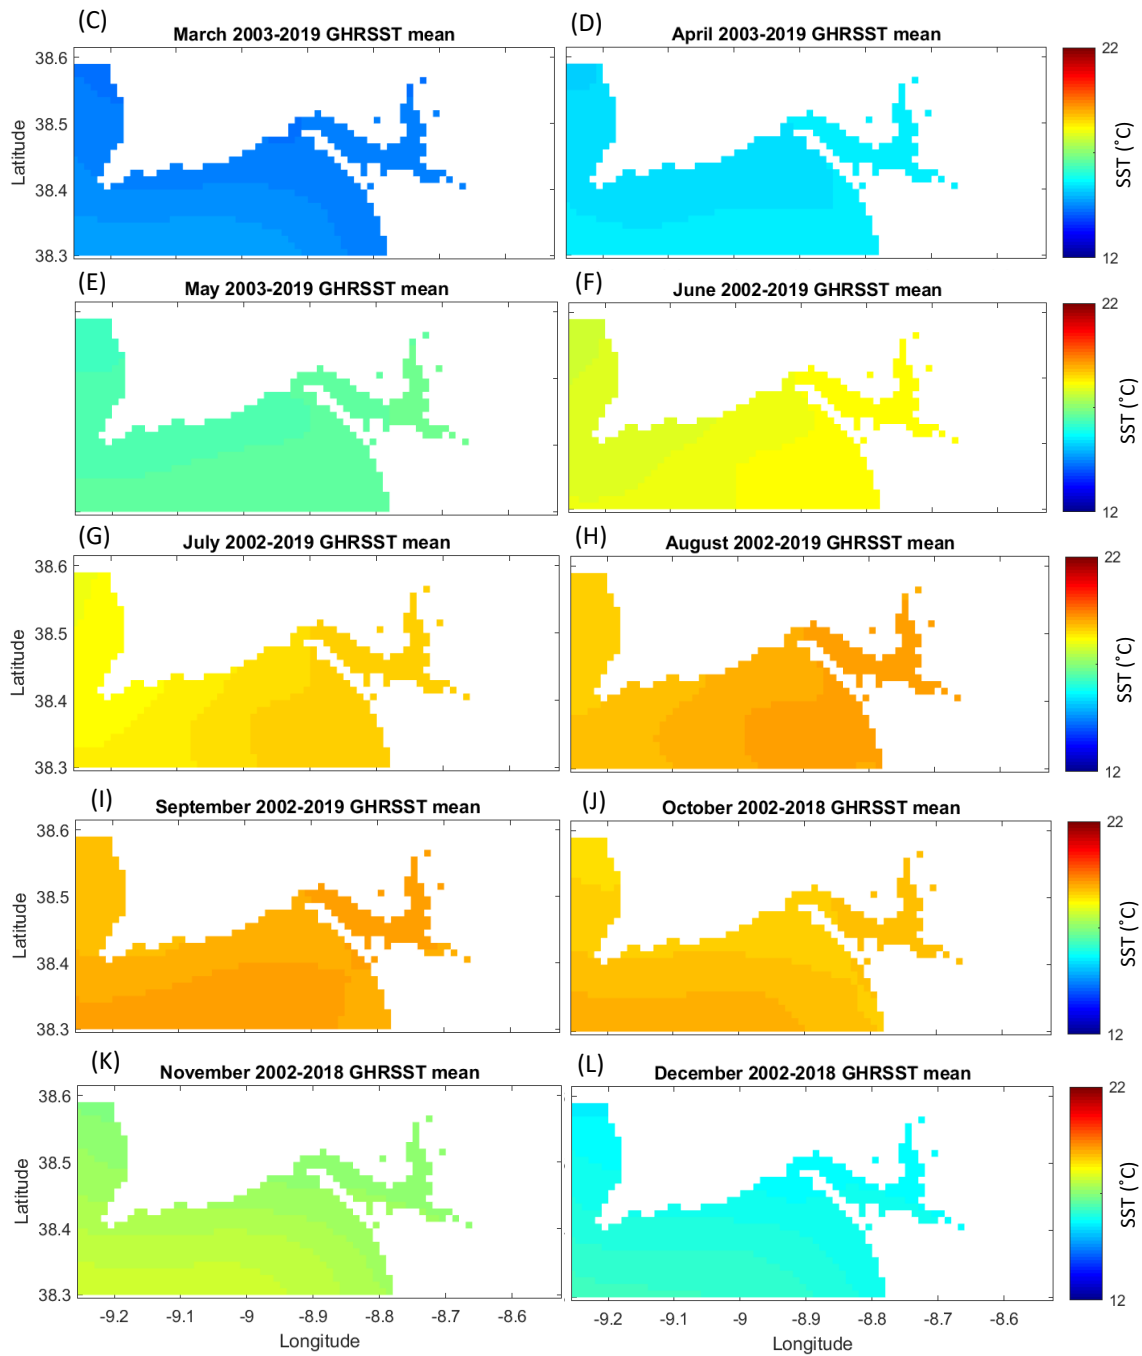 (C)
March 2003-2019 GHRSST mean
(D)
April 2003-2019 GHRSST mean
38.6
38.5
38.4
38.3
Latitude
22
12
SST (˚C)
(E)
May 2003-2019 GHRSST mean
(F)
June 2002-2019 GHRSST mean
22
12
SST (˚C)
(G)
July 2002-2019 GHRSST mean
(H)
August 2002-2019 GHRSST mean
38.6
38.5
38.4
38.3
Latitude
22
12
SST (˚C)
(I)
September 2002-2019 GHRSST mean
(J)
October 2002-2018 GHRSST mean
38.6
38.5
38.4
38.3
Latitude
22
12
SST (˚C)
(K)
November 2002-2018 GHRSST mean
(L)
December 2002-2018 GHRSST mean
38.6
38.5
38.4
38.3
Latitude
22
12
SST (˚C)
-9.2 -9.1 -9 -8.9 -8.8 -8.7 -8.6
Longitude
-9.2 -9.1 -9 -8.9 -8.8 -8.7 -8.6
Longitude